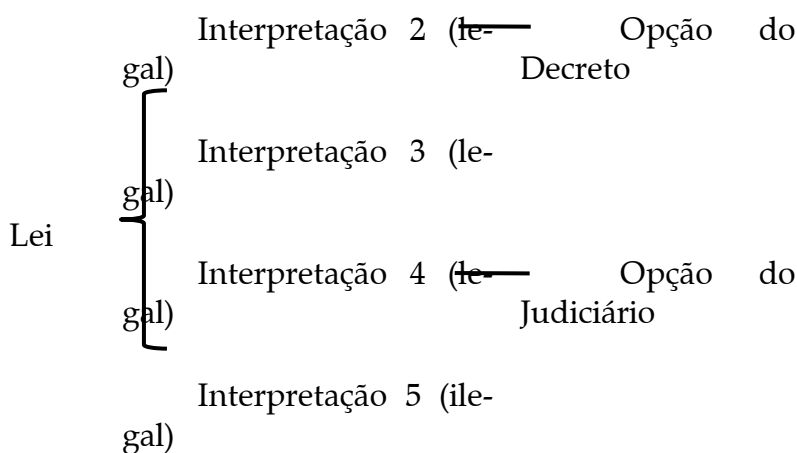 Interpretação 2 (le- Opção do
gal) Decreto
Interpretação 3 (le-
gal)
Lei
Interpretação 4 (le- Opção do
gal) Judiciário
Interpretação 5 (ile-
gal)